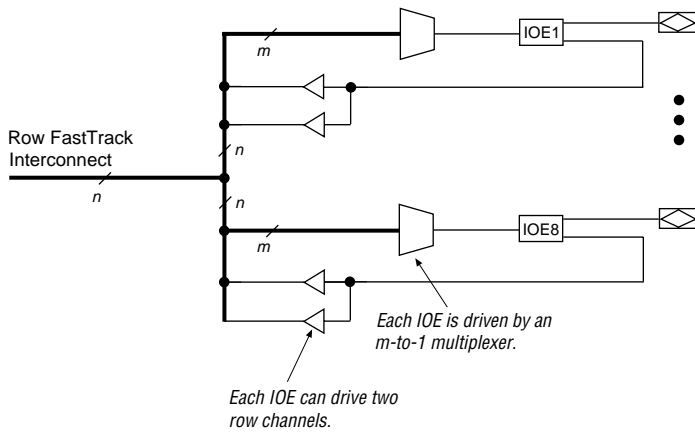 m
IOE1
Row FastTrack
Interconnect
n
n
n
m
IOE8
Each IOE is driven by an
m-to-1 multiplexer.
Each IOE can drive two
row channels.